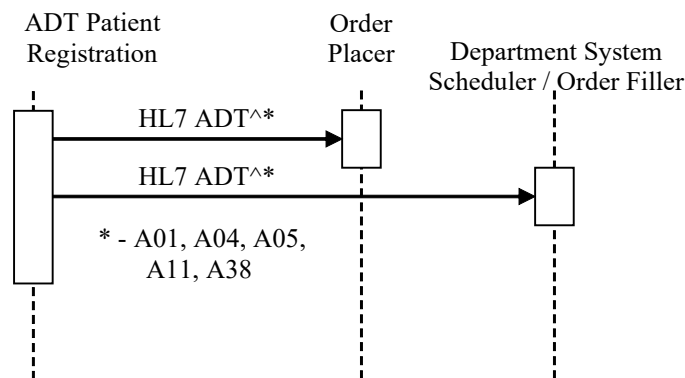 ADT Patient
Registration
Order
Placer
Department System
Scheduler / Order Filler
HL7 ADT^*
HL7 ADT^*
* - A01, A04, A05,
A11, A38